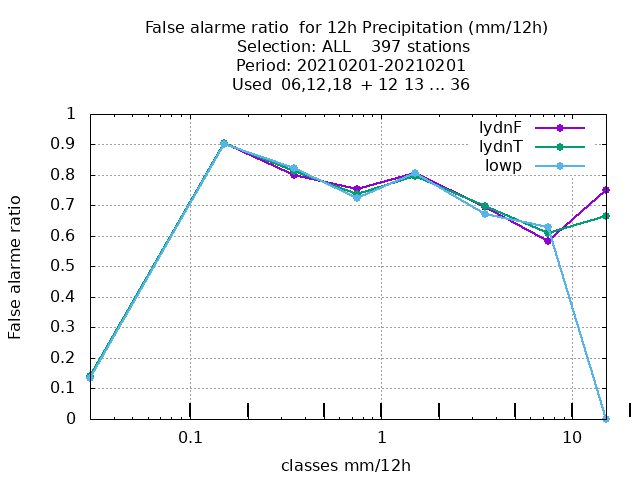 False alarme ratio  for 12h Precipitation (mm/12h)
Selection: ALL    397 stations
Period: 20210201-20210201
Used  06,12,18  + 12 13 ... 36
lydnF
lydnT
lowp
False alarme ratio
1
0.9
0.8
0.7
0.6
0.5
0.4
0.3
0.2
0.1
0
0.1 1 10
classes mm/12h